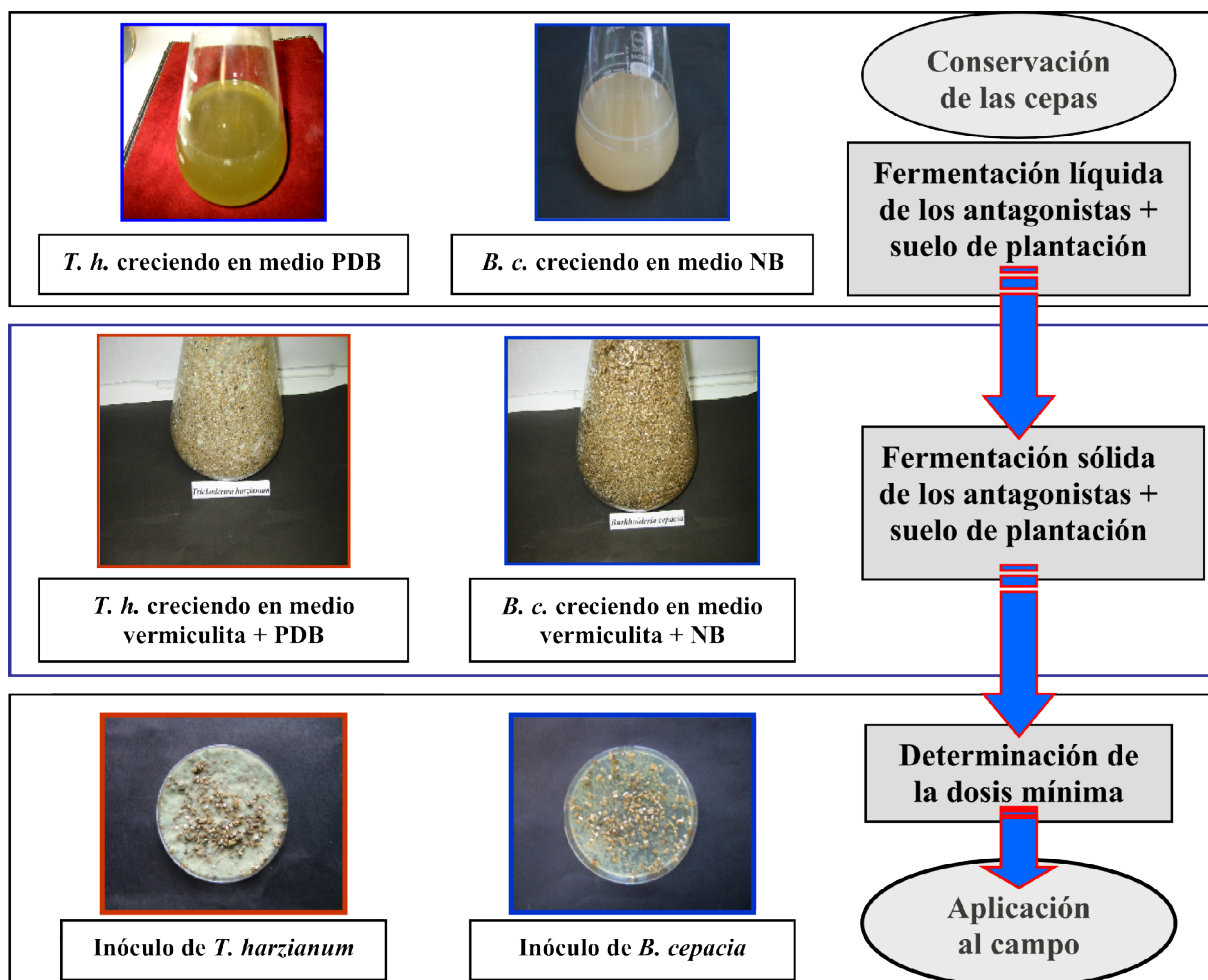 Conservación
de las cepas
Fermentación líquida
de los antagonistas +
suelo de plantación
T. h. creciendo en medio PDB
B. c. creciendo en medio NB
Trichoderma harzianum
Burkholderia cepacia
Fermentación sólida
de los antagonistas +
suelo de plantación
T. h. creciendo en medio
vermiculita + PDB
B. c. creciendo en medio
vermiculita + NB
Determinación de
la dosis mínima
Inóculo de T. harzianum
Inóculo de B. cepacia
Aplicación
al campo